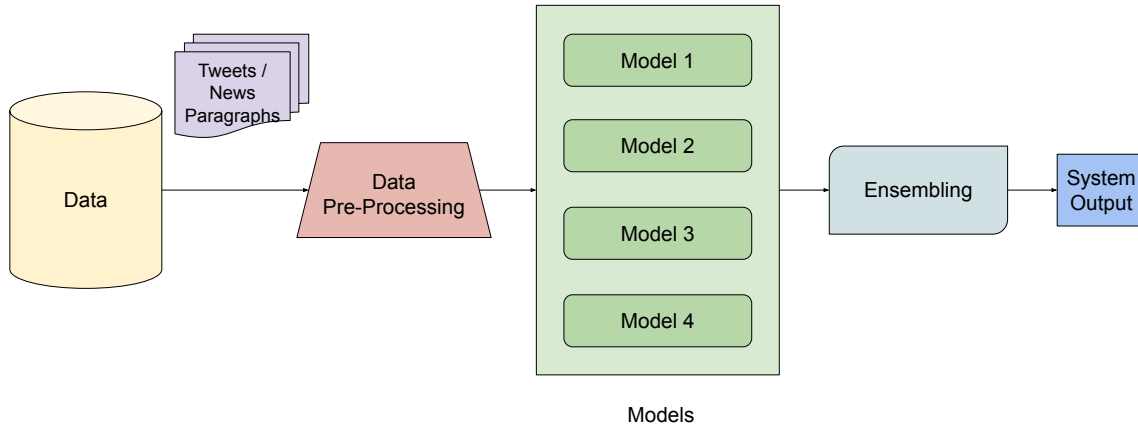 Tweets /
News
Paragraphs
Data
Data
Pre-Processing
Model 1
Model 2
Model 3
Model 4
Models
Ensembling
System
Output